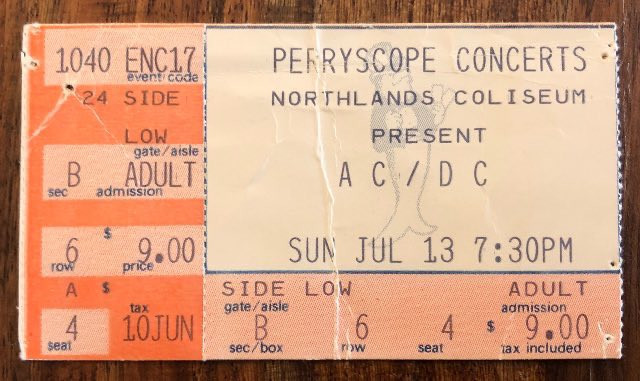 1040 ENC17
event code
24 SIDE
LOW
gate/aisle
B ADULT
sec admission
$
6 9.00
row price
A $
tax
4 10JUN
seat
PERRYSCOPE CONCERTS
NORTHLANDS COLISEUM
PRESENT
AC/DC
SUN JUL 13 7:30PM
SIDE LOW ADULT
gate/aisle admission
B 6 4 $ 9.00
sec/box row seat tax included